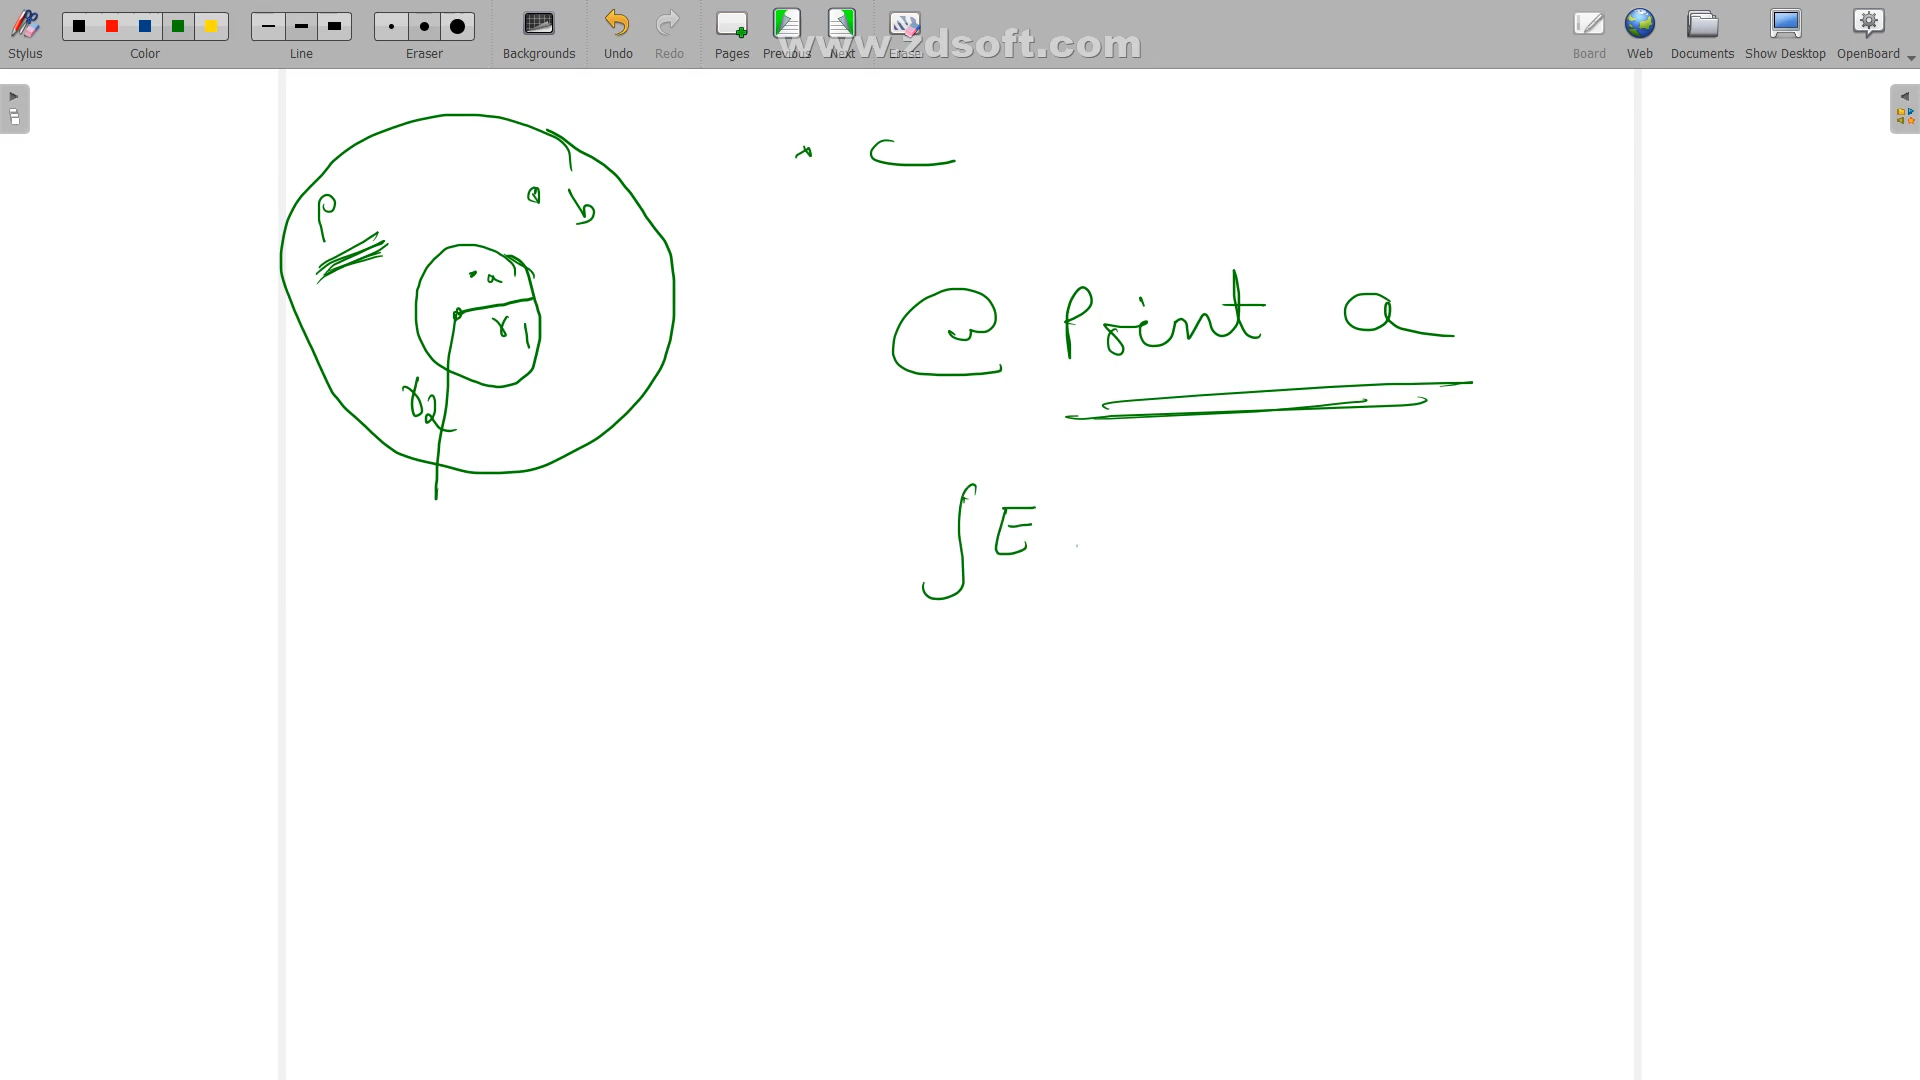 www.zdsoft.com
Stylus Color Line Eraser Backgrounds Undo Redo Pages Previous Next Erase Board Web Documents Show Desktop OpenBoard
c
b
a
r1
r2
@ Point a
∫ E